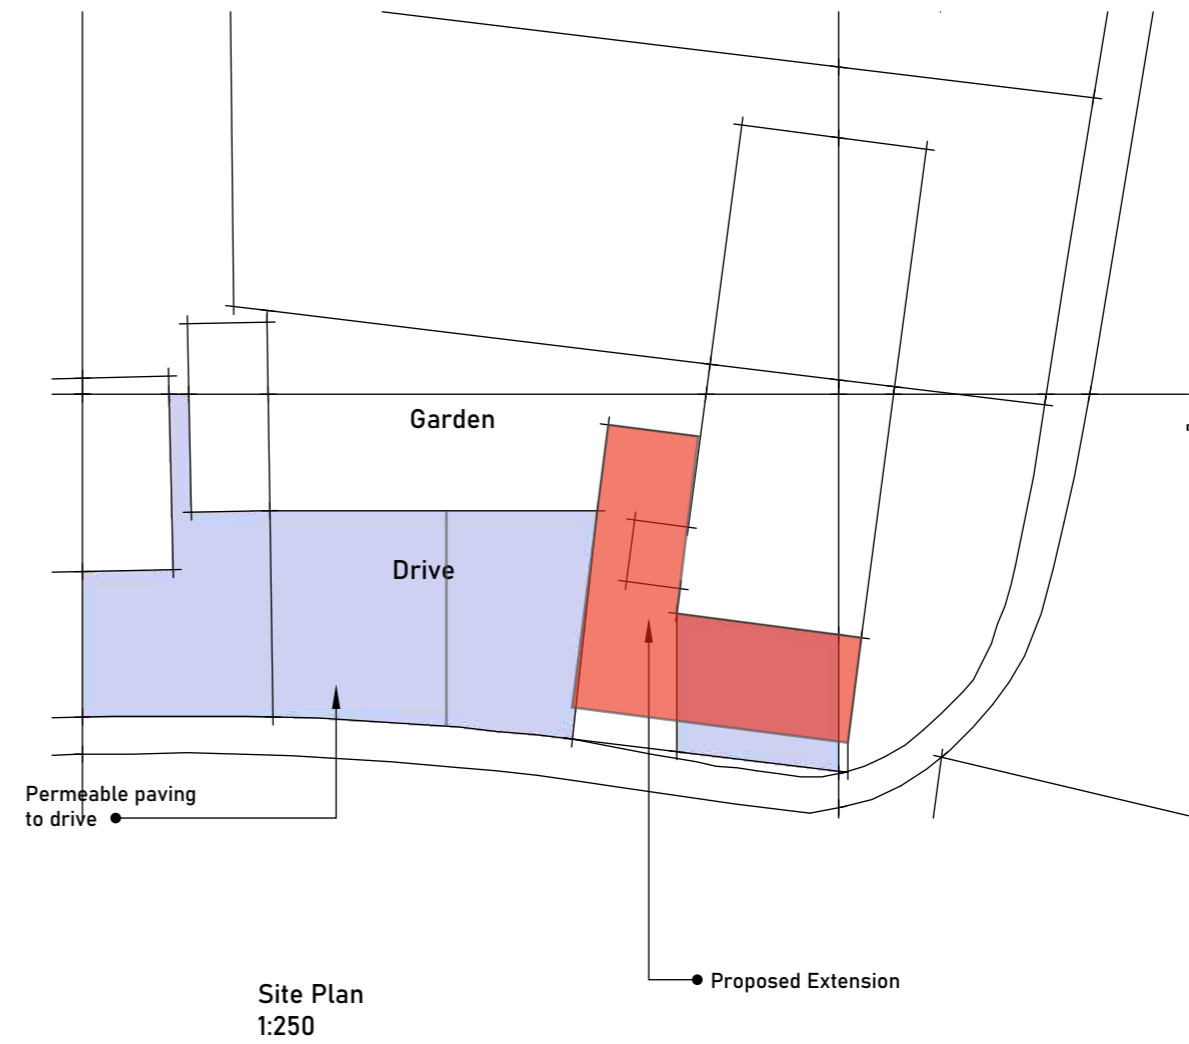 Garden
Drive
Permeable paving
to drive
Proposed Extension
Site Plan
1:250